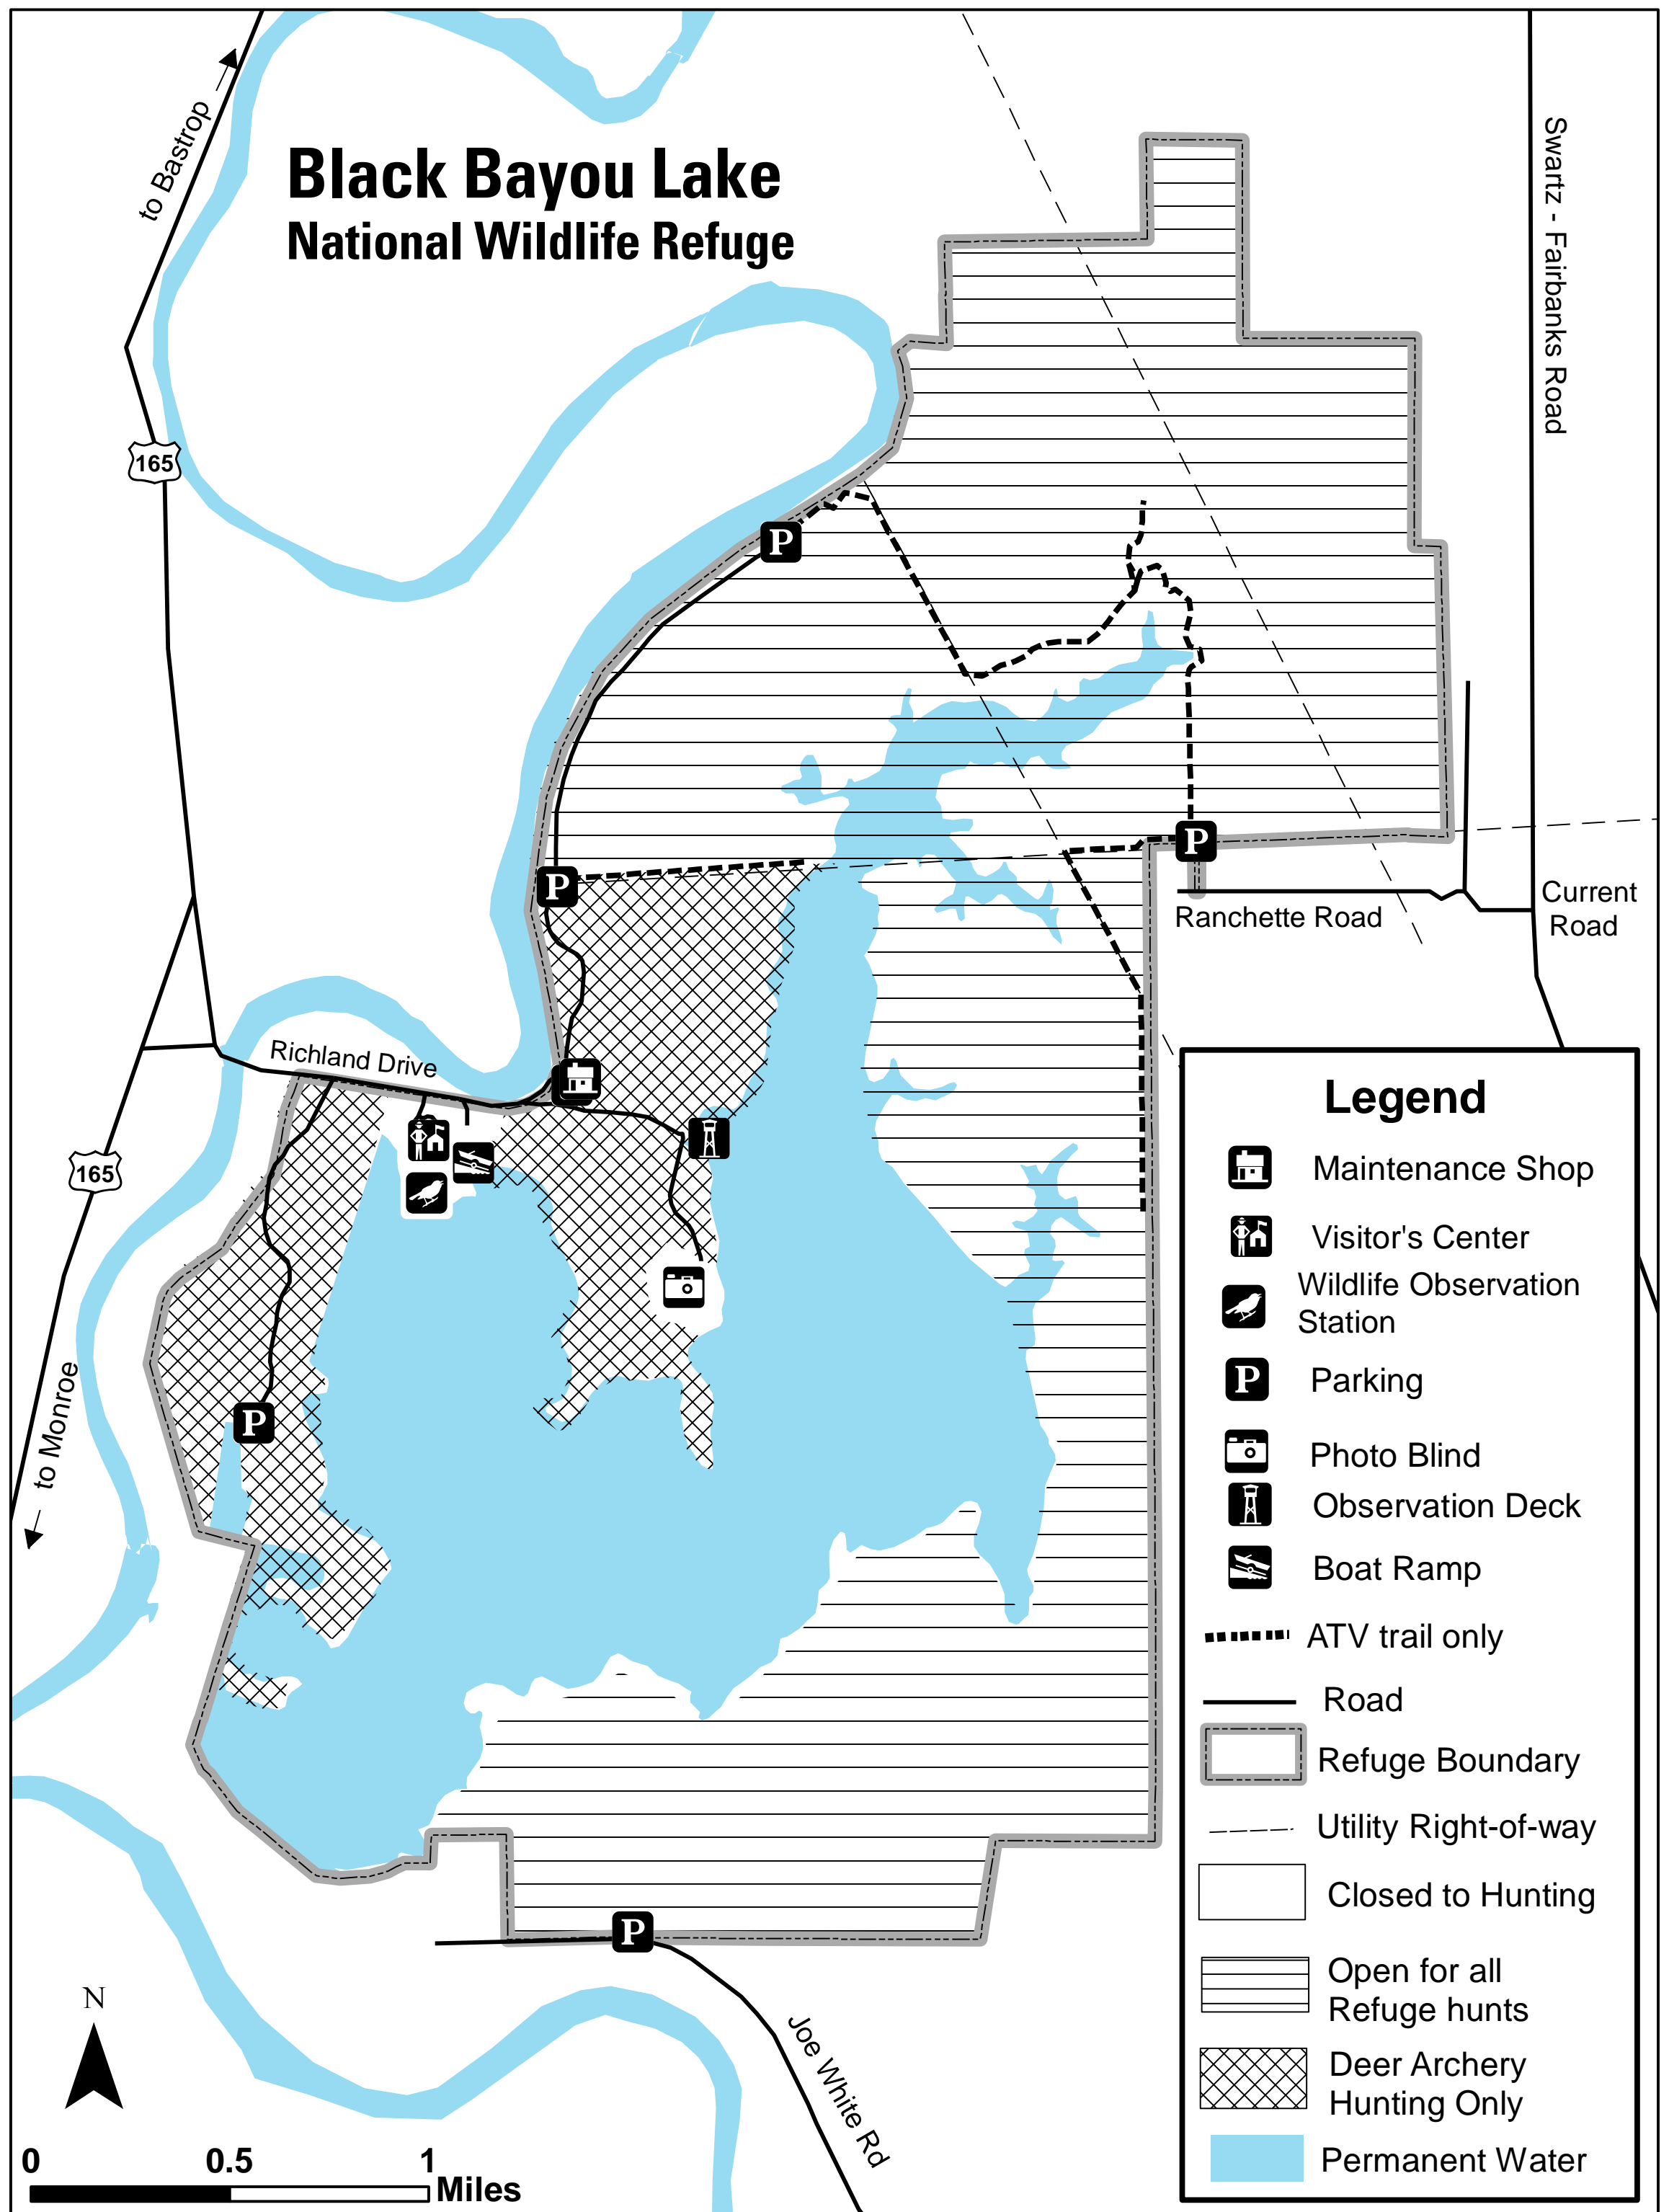 Black Bayou Lake
National Wildlife Refuge
to Bastrop
165
Swartz - Fairbanks Road
P
P
P
Ranchette Road
Current
Road
Richland Drive
165
P
to Monroe
P
Joe White Rd
N
0 0.5 1
Miles
Legend
Maintenance Shop
Visitor's Center
Wildlife Observation
Station
P Parking
Photo Blind
Observation Deck
Boat Ramp
ATV trail only
Road
Refuge Boundary
Utility Right-of-way
Closed to Hunting
Open for all
Refuge hunts
Deer Archery
Hunting Only
Permanent Water